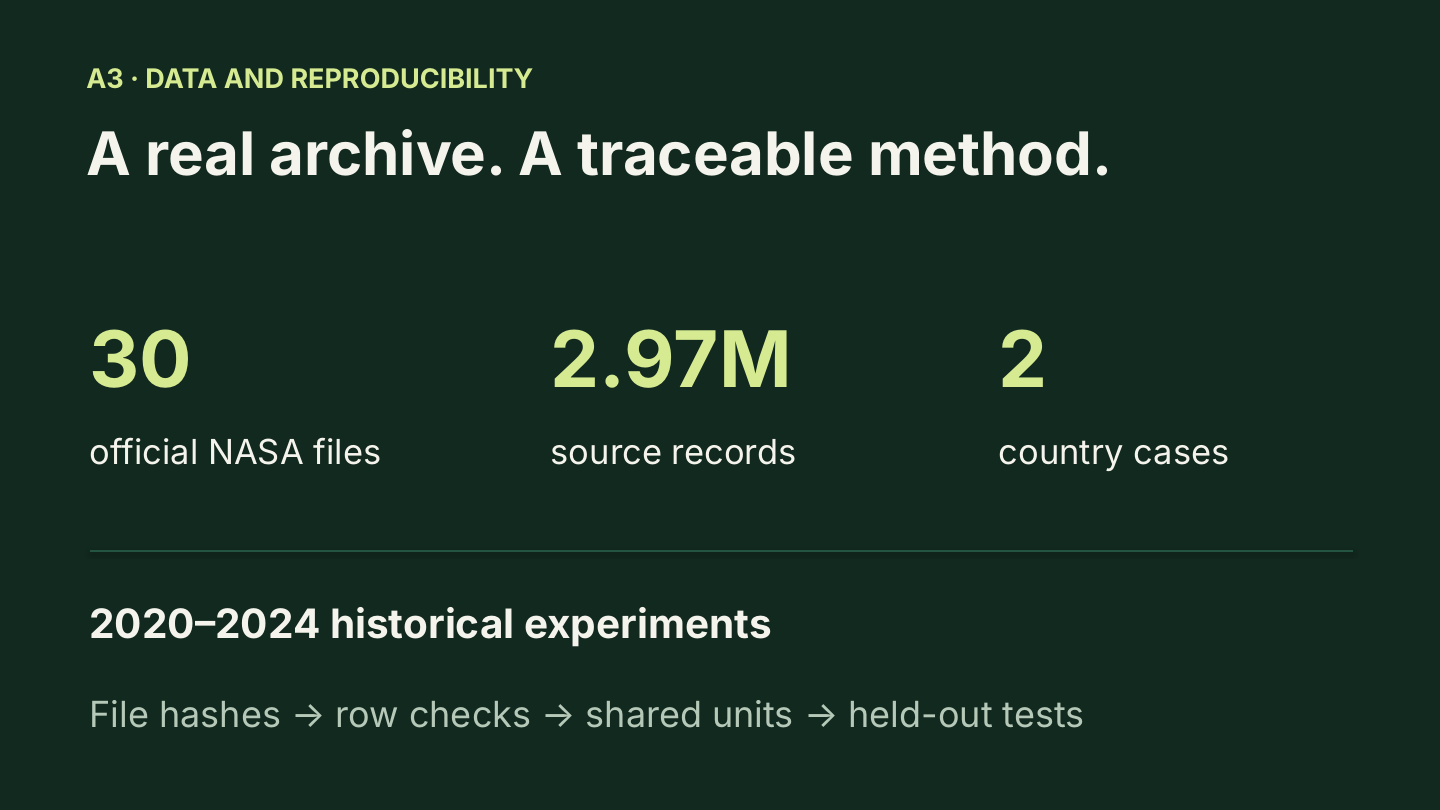 A3 · DATA AND REPRODUCIBILITY
A real archive. A traceable method.
30
official NASA files
2.97M
source records
2
country cases
2020–2024 historical experiments
File hashes → row checks → shared units → held-out tests